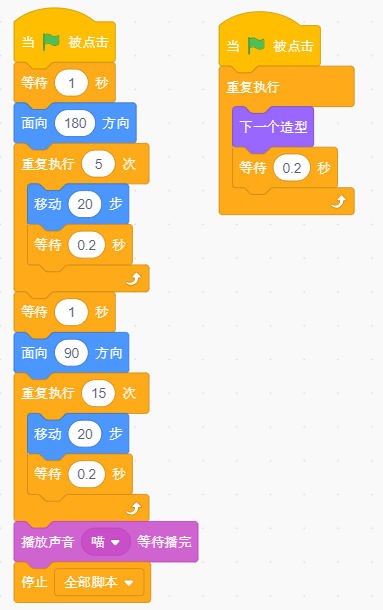 当 被点击
等待 1 秒
面向 180 方向
重复执行 5 次
移动 20 步
等待 0.2 秒
等待 1 秒
面向 90 方向
重复执行 15 次
移动 20 步
等待 0.2 秒
播放声音 喵 等待播完
停止 全部脚本
当 被点击
重复执行
下一个造型
等待 0.2 秒